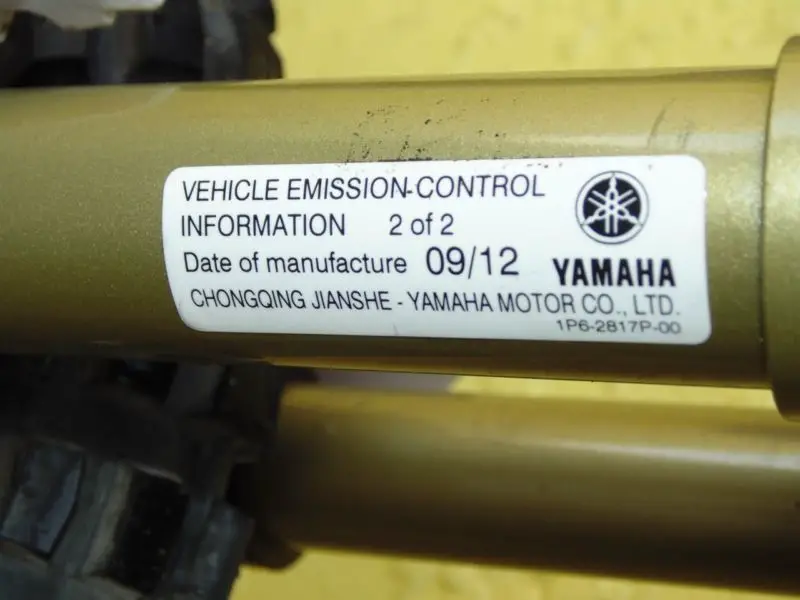 VEHICLE EMISSION-CONTROL
INFORMATION 2 of 2
Date of manufacture 09/12
YAMAHA
CHONGQING JIANSHE - YAMAHA MOTOR CO., LTD.
1P6-2817P-00